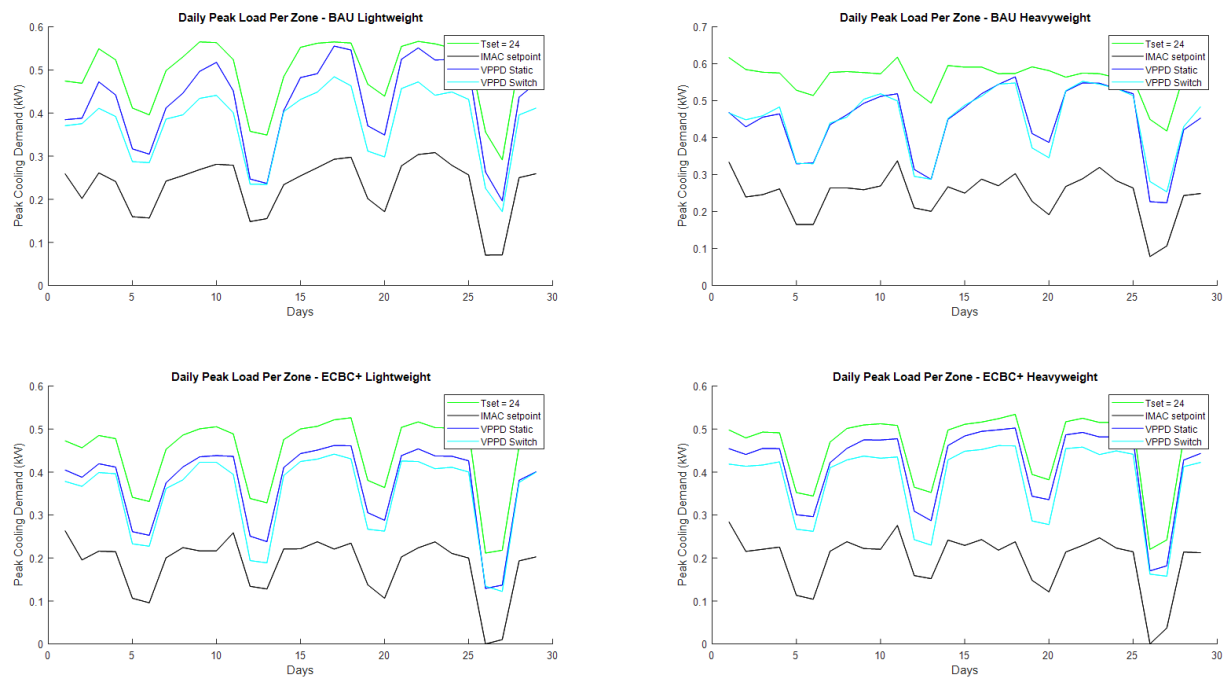 Daily Peak Load Per Zone - BAU Lightweight
Peak Cooling Demand (kW)
0.6
0.5
0.4
0.3
0.2
0.1
0
0 5 10 15 20 25 30
Days
Tset = 24
IMAC setpoint
VPPD Static
VPPD Switch
Daily Peak Load Per Zone - BAU Heavyweight
Peak Cooling Demand (kW)
0.7
0.6
0.5
0.4
0.3
0.2
0.1
0
0 5 10 15 20 25 30
Days
Tset = 24
IMAC setpoint
VPPD Static
VPPD Switch
Daily Peak Load Per Zone - ECBC+ Lightweight
Peak Cooling Demand (kW)
0.6
0.5
0.4
0.3
0.2
0.1
0
0 5 10 15 20 25 30
Days
Tset = 24
IMAC setpoint
VPPD Static
VPPD Switch
Daily Peak Load Per Zone - ECBC+ Heavyweight
Peak Cooling Demand (kW)
0.6
0.5
0.4
0.3
0.2
0.1
0
0 5 10 15 20 25 30
Days
Tset = 24
IMAC setpoint
VPPD Static
VPPD Switch